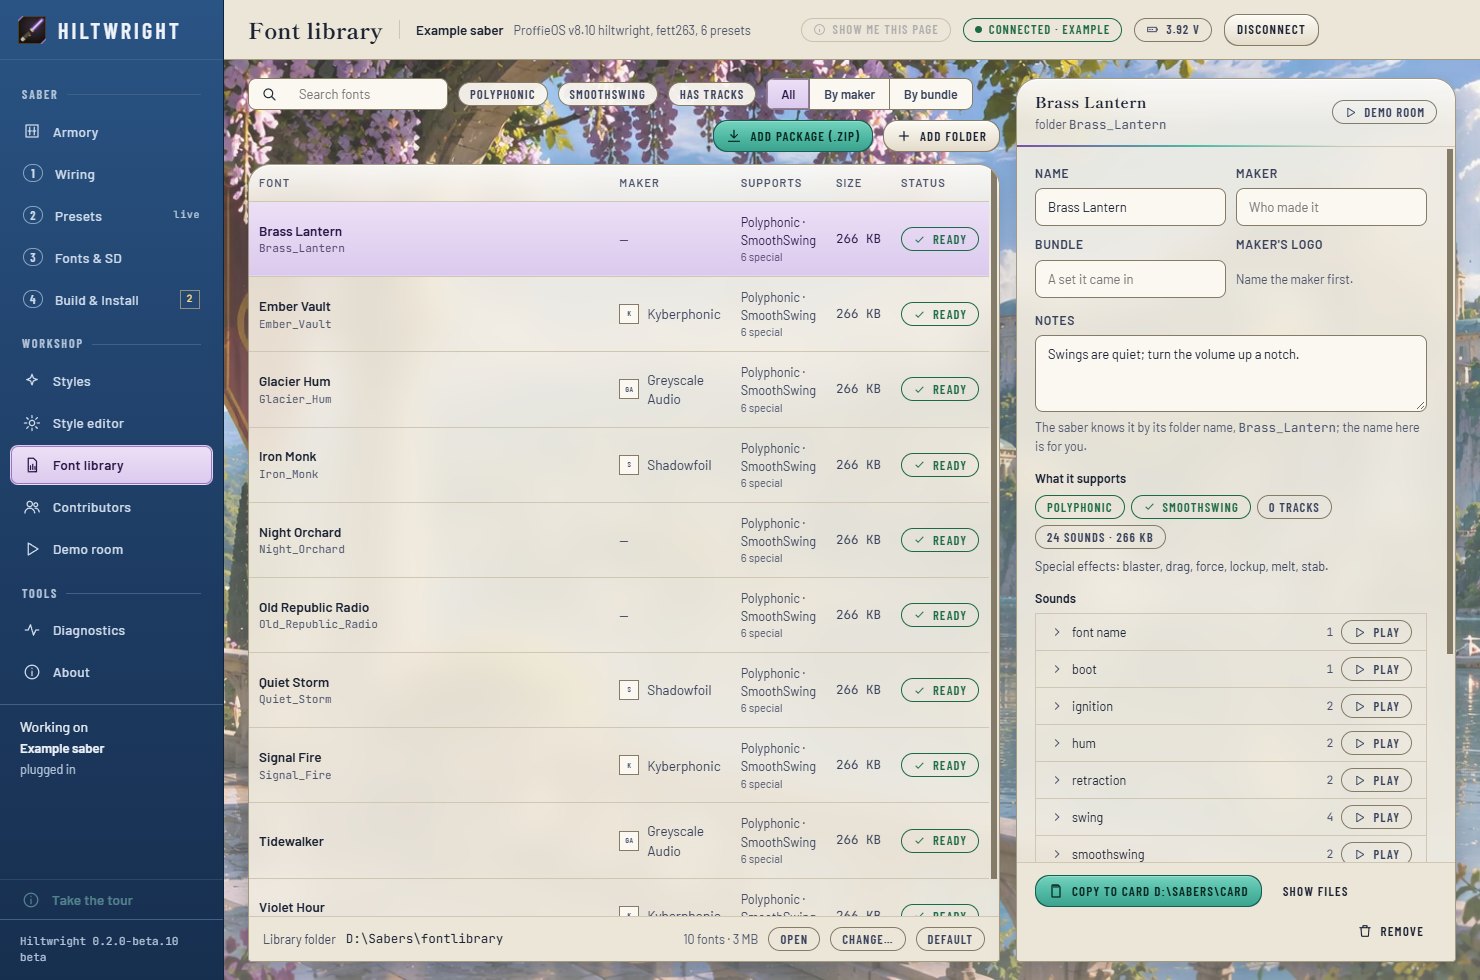 HILTWRIGHT
SABER
Armory
1 Wiring
2 Presets live
3 Fonts & SD
4 Build & Install 2
WORKSHOP
Styles
Style editor
Font library
Contributors
Demo room
TOOLS
Diagnostics
About
Working on
Example saber
plugged in
Take the tour
Hiltwright 0.2.0-beta.10
beta
Font library
Example saber ProffieOS v8.10 hiltwright, fett263, 6 presets
SHOW ME THIS PAGE
CONNECTED · EXAMPLE
3.92 V
DISCONNECT
Search fonts
POLYPHONIC
SMOOTHSWING
HAS TRACKS
All
By maker
By bundle
ADD PACKAGE (.ZIP)
ADD FOLDER
FONT MAKER SUPPORTS SIZE STATUS
Brass Lantern
Brass_Lantern
—
Polyphonic ·
SmoothSwing
6 special
266 KB
READY
Ember Vault
Ember_Vault
K Kyberphonic
Polyphonic ·
SmoothSwing
6 special
266 KB
READY
Glacier Hum
Glacier_Hum
GA Greyscale
Audio
Polyphonic ·
SmoothSwing
6 special
266 KB
READY
Iron Monk
Iron_Monk
S Shadowfoil
Polyphonic ·
SmoothSwing
6 special
266 KB
READY
Night Orchard
Night_Orchard
—
Polyphonic ·
SmoothSwing
6 special
266 KB
READY
Old Republic Radio
Old_Republic_Radio
—
Polyphonic ·
SmoothSwing
6 special
266 KB
READY
Quiet Storm
Quiet_Storm
S Shadowfoil
Polyphonic ·
SmoothSwing
6 special
266 KB
READY
Signal Fire
Signal_Fire
K Kyberphonic
Polyphonic ·
SmoothSwing
6 special
266 KB
READY
Tidewalker
GA Greyscale
Audio
Polyphonic ·
SmoothSwing
6 special
266 KB
READY
Violet Hour
K Kyberphonic
Polyphonic ·
SmoothSwing
266 KB
READY
Library folder D:\Sabers\fontlibrary
10 fonts · 3 MB
OPEN
CHANGE...
DEFAULT
Brass Lantern
folder Brass_Lantern
DEMO ROOM
NAME MAKER
Brass Lantern Who made it
BUNDLE MAKER'S LOGO
A set it came in Name the maker first.
NOTES
Swings are quiet; turn the volume up a notch.
The saber knows it by its folder name, Brass_Lantern; the name here
is for you.
What it supports
POLYPHONIC SMOOTHSWING 0 TRACKS
24 SOUNDS · 266 KB
Special effects: blaster, drag, force, lockup, melt, stab.
Sounds
font name 1 PLAY
boot 1 PLAY
ignition 2 PLAY
hum 2 PLAY
retraction 2 PLAY
swing 4 PLAY
smoothswing 2 PLAY
COPY TO CARD D:\SABERS\CARD
SHOW FILES
REMOVE